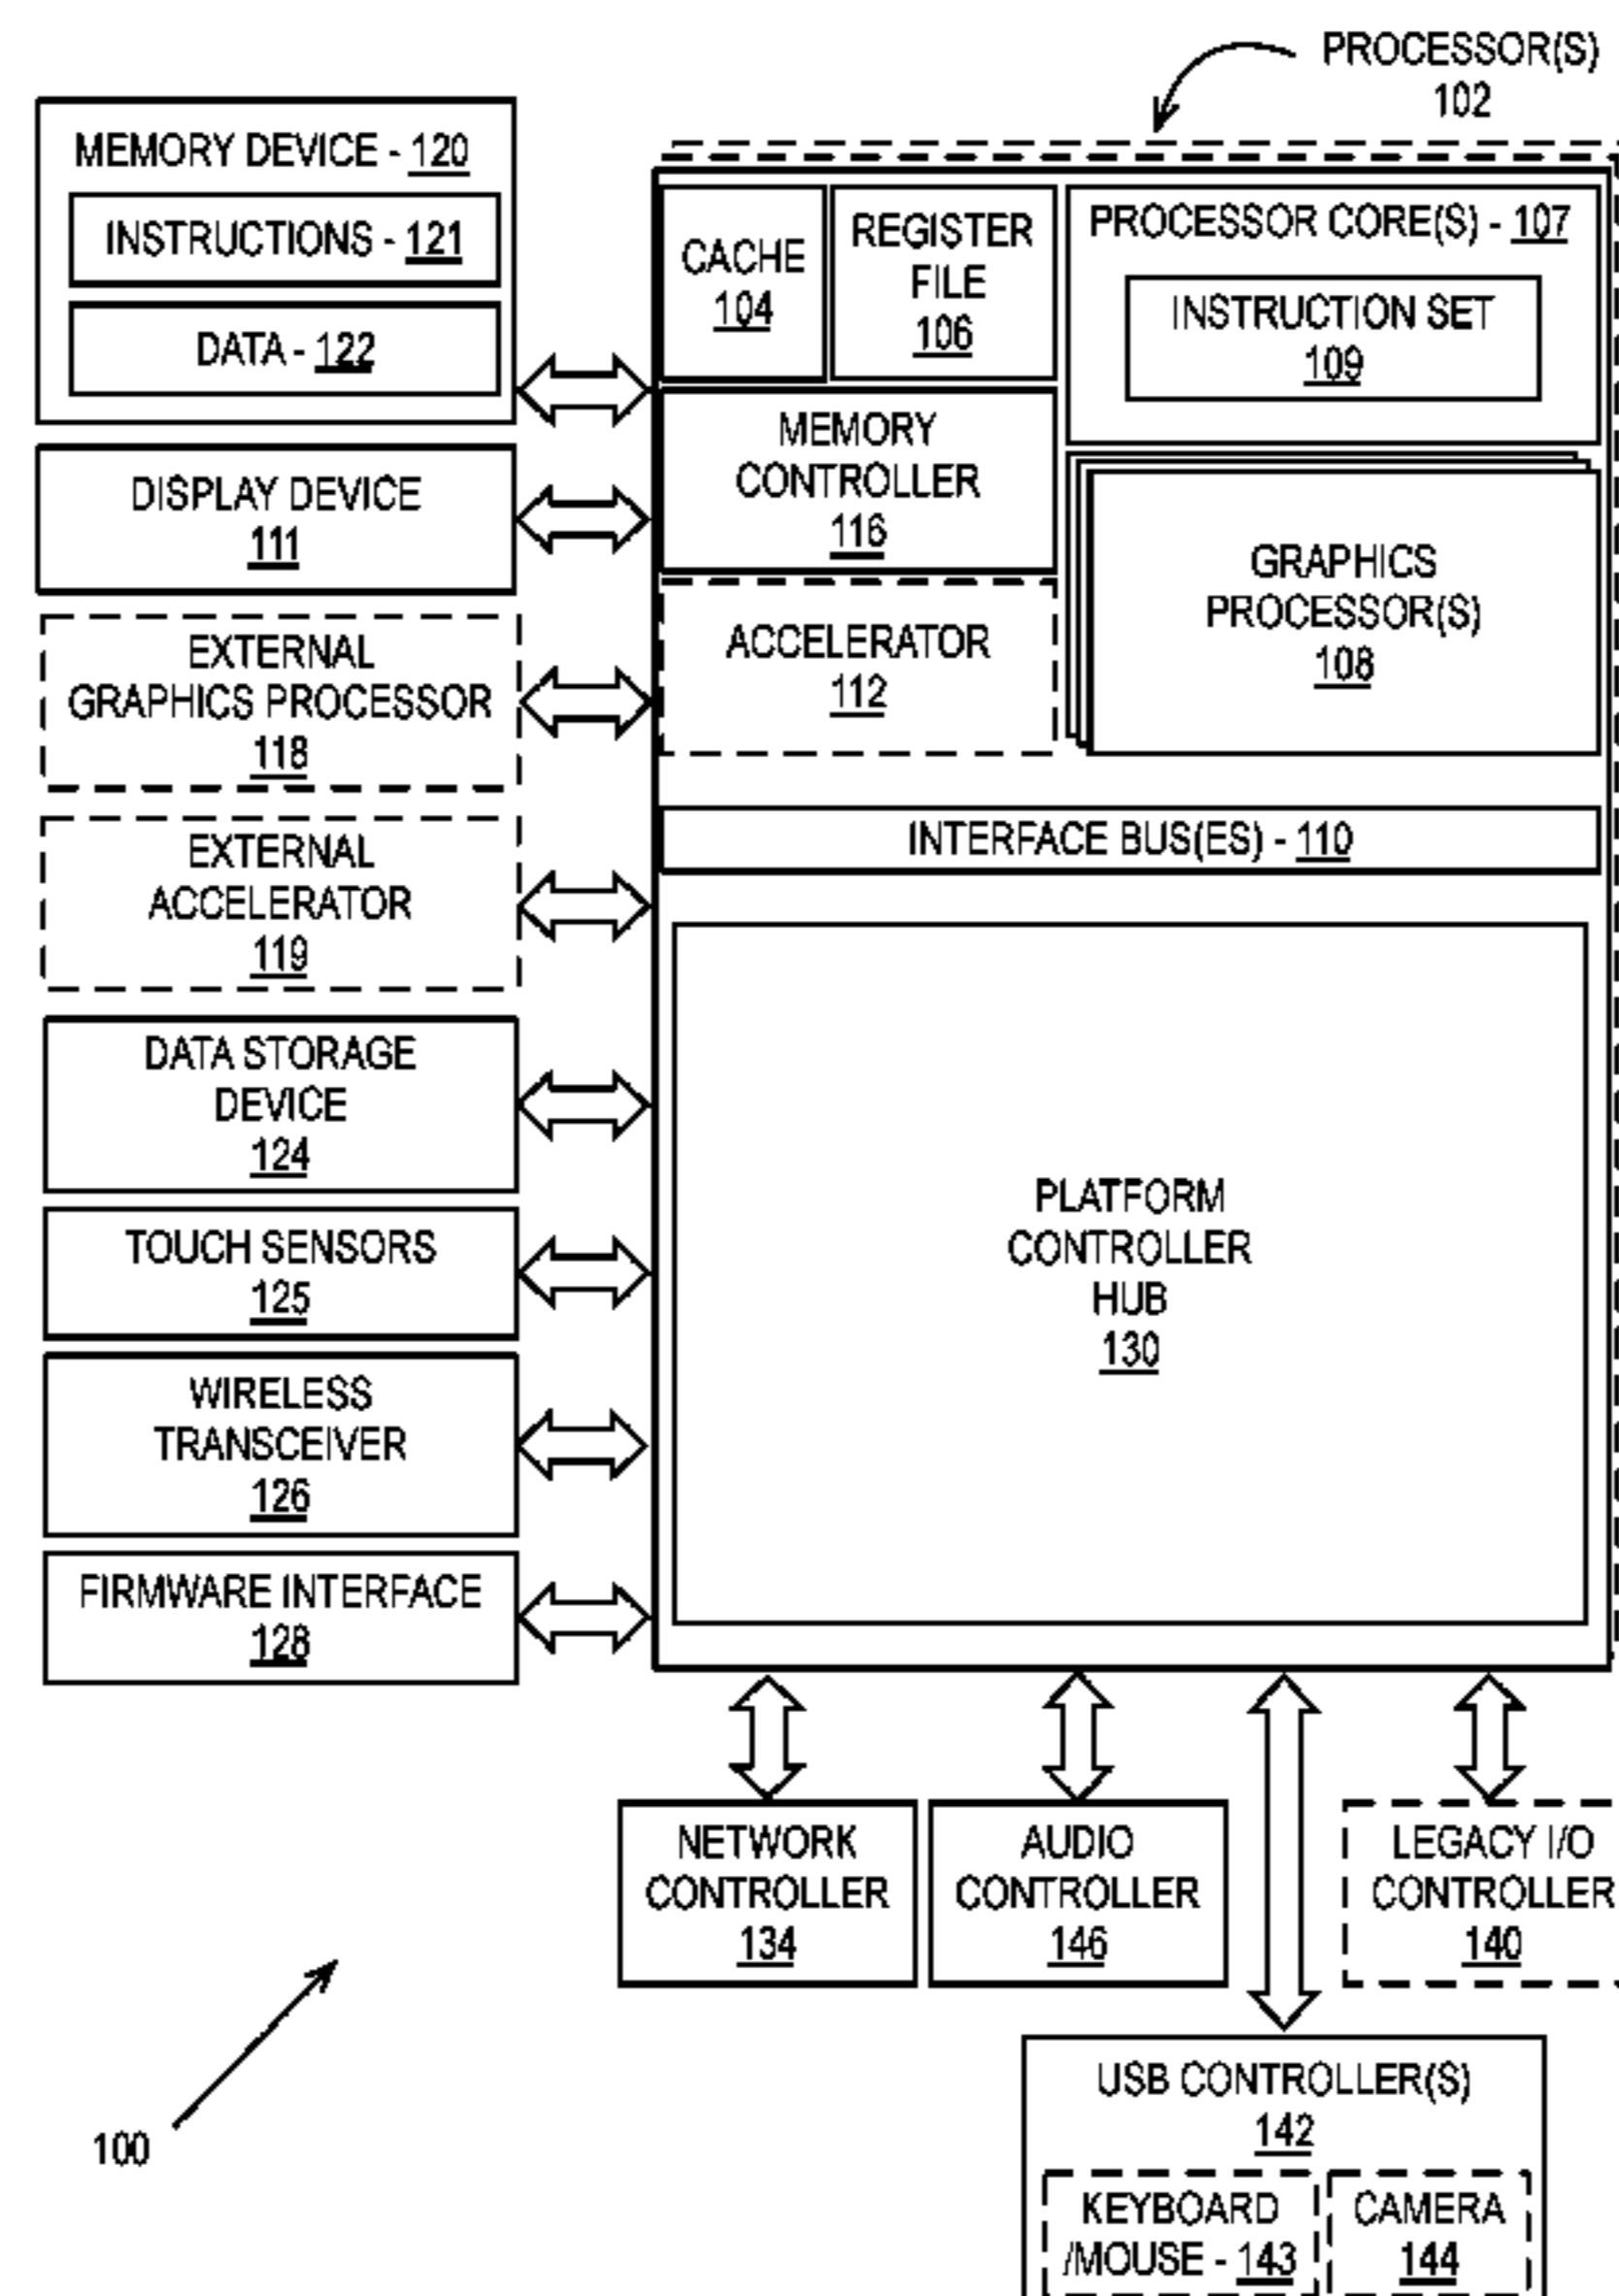 PROCESSOR(S)
102
MEMORY DEVICE - 120
INSTRUCTIONS - 121
DATA - 122
DISPLAY DEVICE
111
EXTERNAL
GRAPHICS PROCESSOR
118
EXTERNAL
ACCELERATOR
119
DATA STORAGE
DEVICE
124
TOUCH SENSORS
125
WIRELESS
TRANSCEIVER
126
FIRMWARE INTERFACE
128
CACHE
104
REGISTER
FILE
106
PROCESSOR CORE(S) - 107
INSTRUCTION SET
109
MEMORY
CONTROLLER
116
ACCELERATOR
112
GRAPHICS
PROCESSOR(S)
108
INTERFACE BUS(ES) - 110
PLATFORM
CONTROLLER
HUB
130
NETWORK
CONTROLLER
134
AUDIO
CONTROLLER
146
LEGACY I/O
CONTROLLER
140
USB CONTROLLER(S)
142
KEYBOARD
/MOUSE - 143
CAMERA
144
100